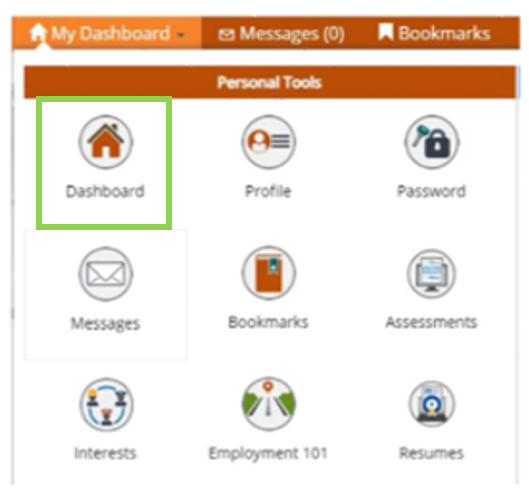 My Dashboard Messages (0) Bookmarks
Personal Tools
Dashboard Profile Password
Messages Bookmarks Assessments
Interests Employment 101 Resumes